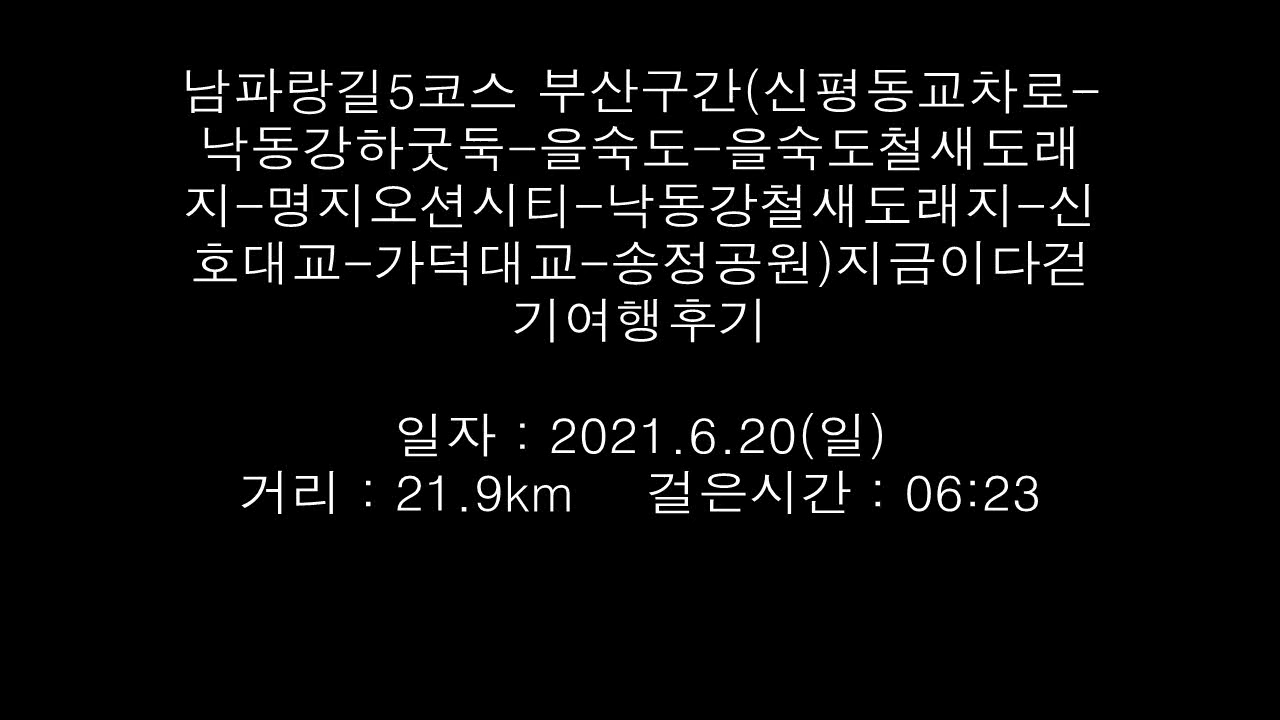 남파랑길5코스 부산구간(신평동교차로-
낙동강하굿둑-을숙도-을숙도철새도래
지-명지오션시티-낙동강철새도래지-신
호대교-가덕대교-송정공원)지금이다걷
기여행후기
일자 : 2021.6.20(일)
거리 : 21.9km 걸은시간 : 06:23